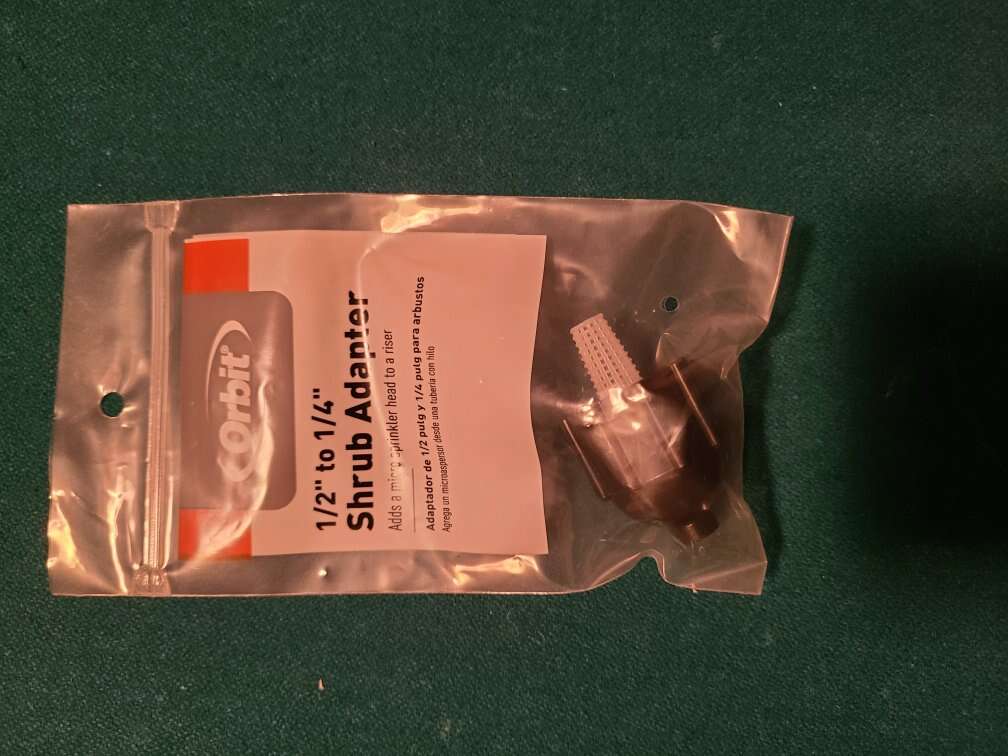 Orbit®
1/2" to 1/4"
Shrub Adapter
Adds a micro sprinkler head to a riser
Adaptador de 1/2 pulg y 1/4 pulg para arbustos
Agrega un microaspersor desde una tubería con hilo